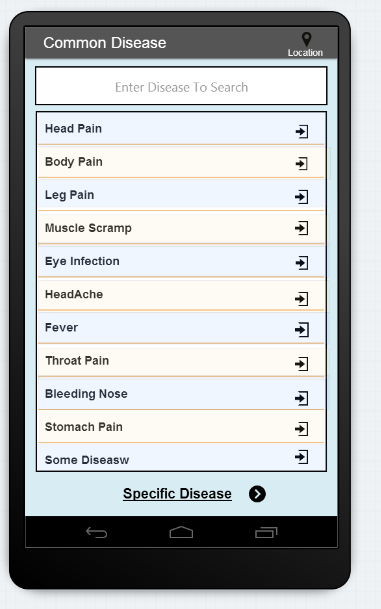 Common Disease
Location
Enter Disease To Search
Head Pain
Body Pain
Leg Pain
Muscle Scramp
Eye Infection
HeadAche
Fever
Throat Pain
Bleeding Nose
Stomach Pain
Some Diseasw
Specific Disease